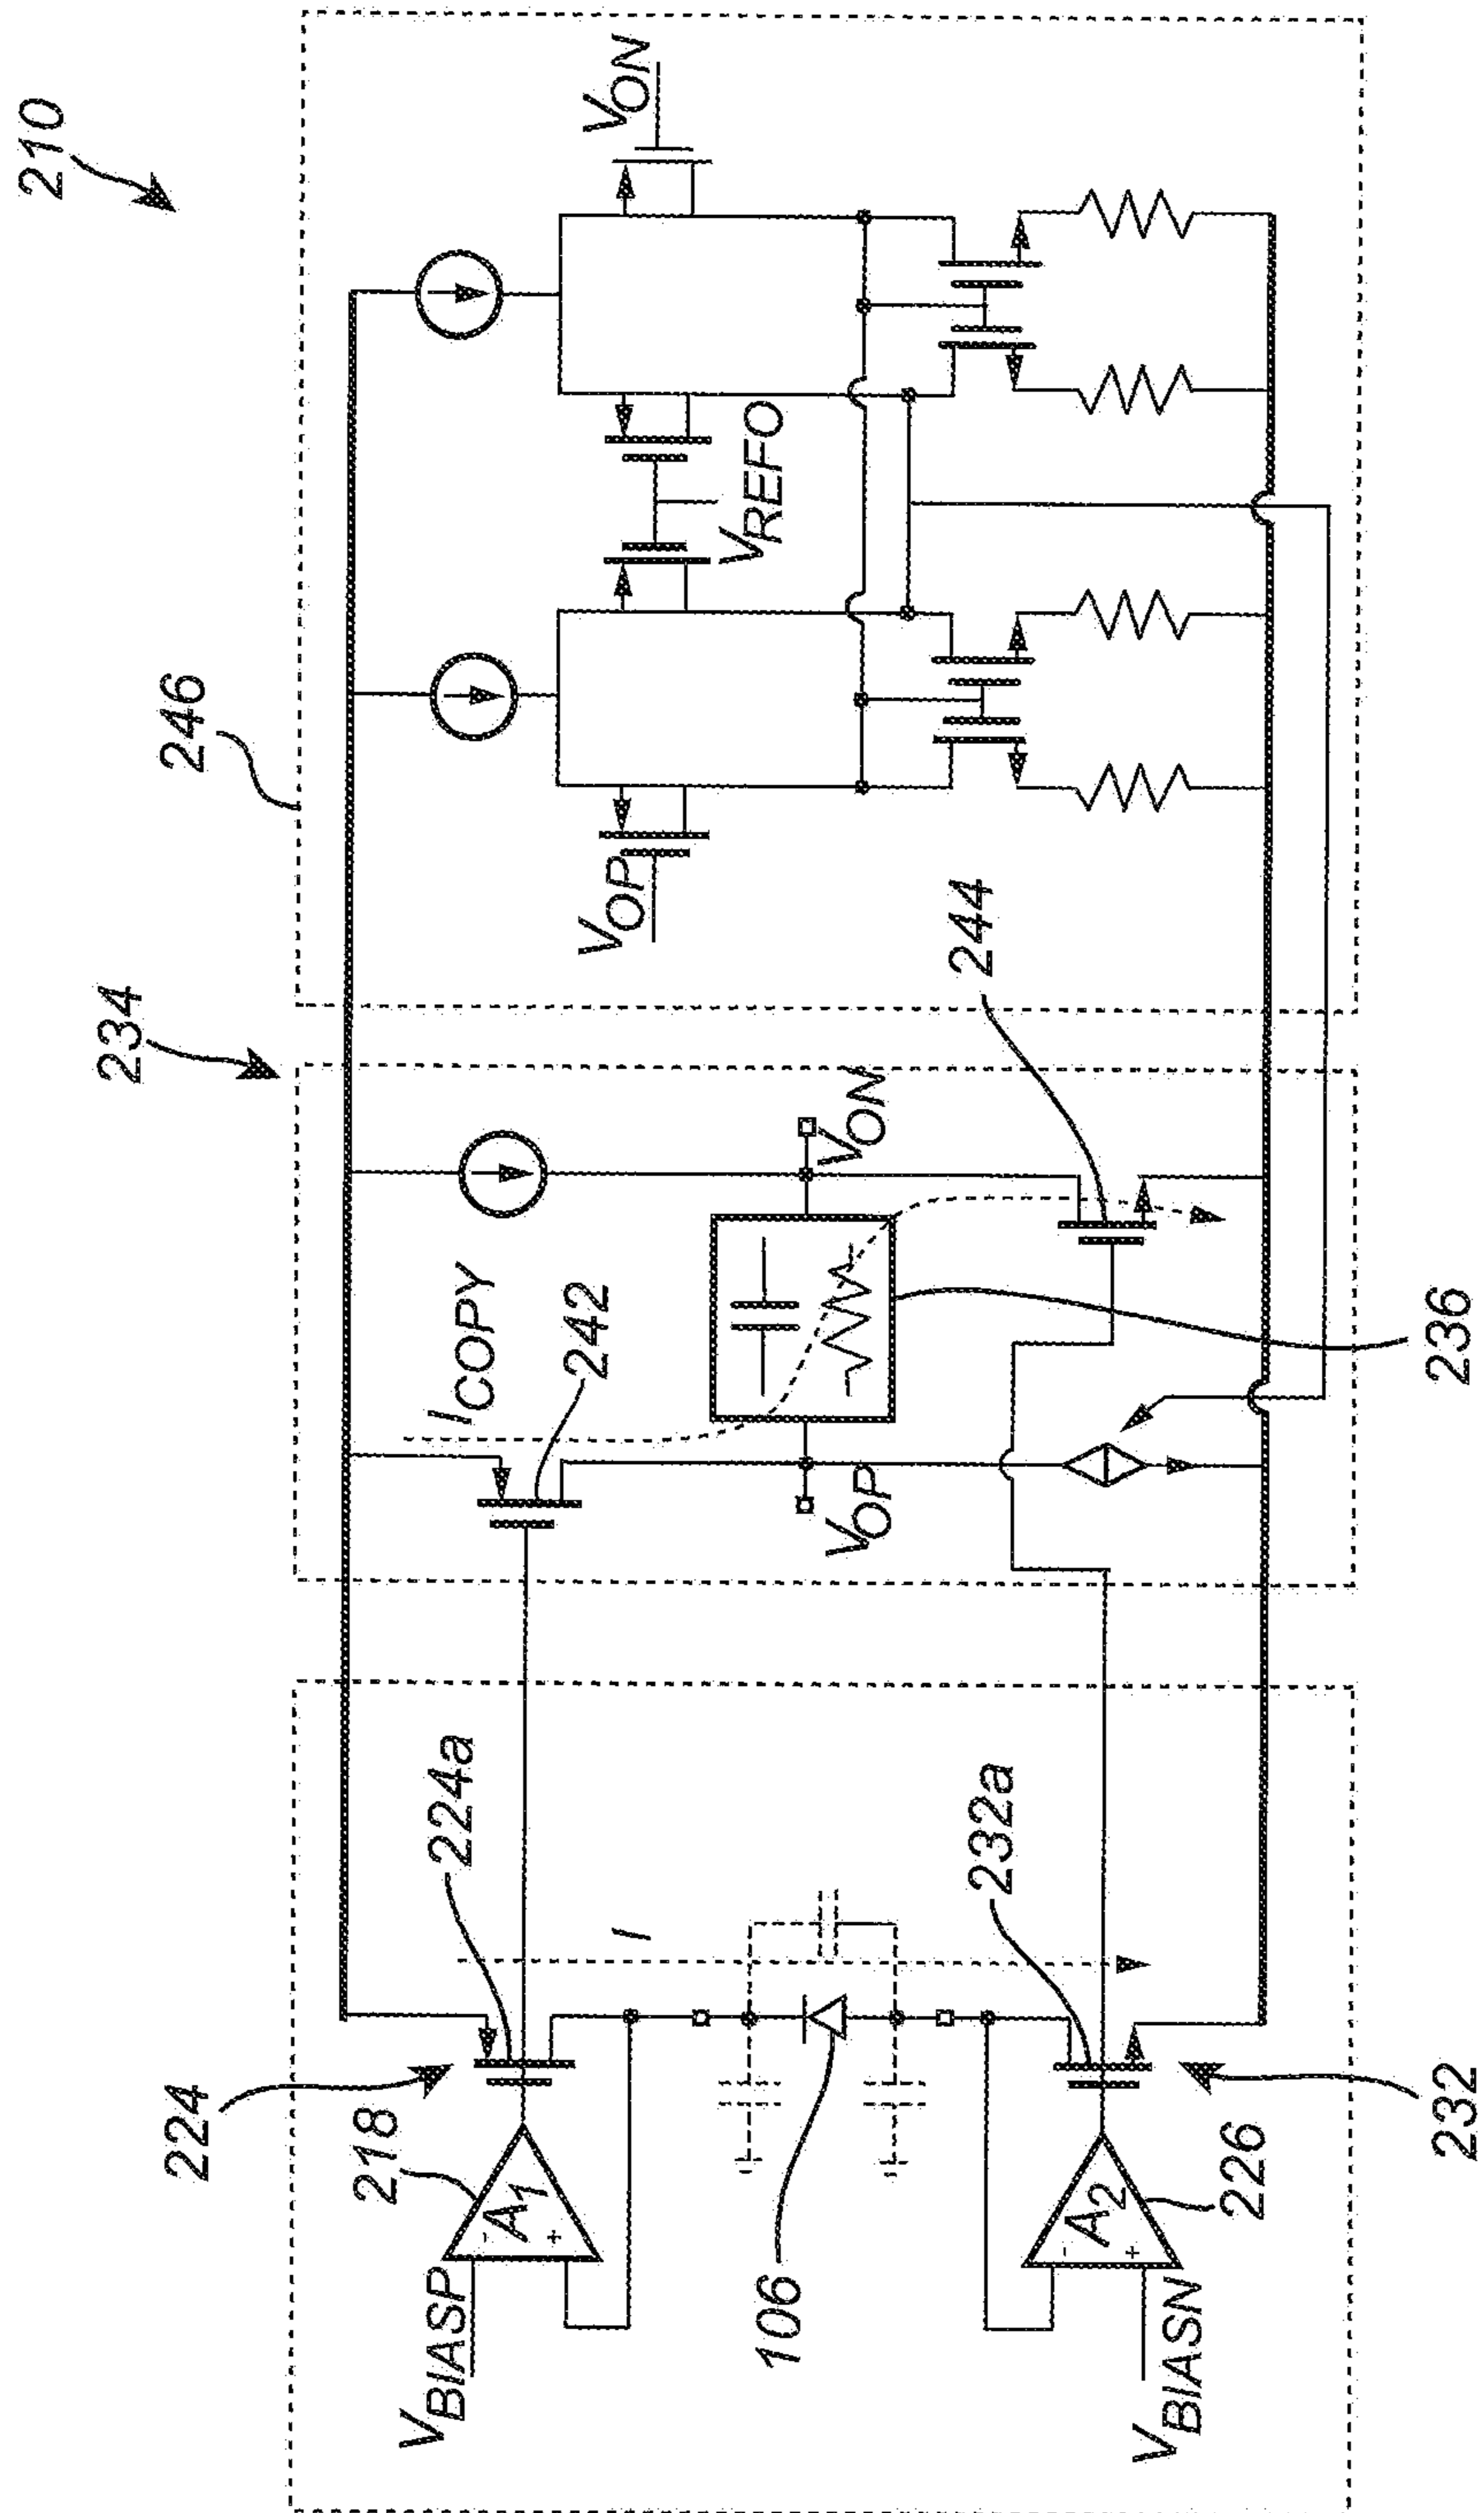 210
246
234
V_ON
V_REFO
V_OP
244
I_COPY
242
V_ON
V_OP
236
224
218
224a
A1
-
+
V_BIASP
I
106
232a
A2
-
+
V_BIASN
226
232